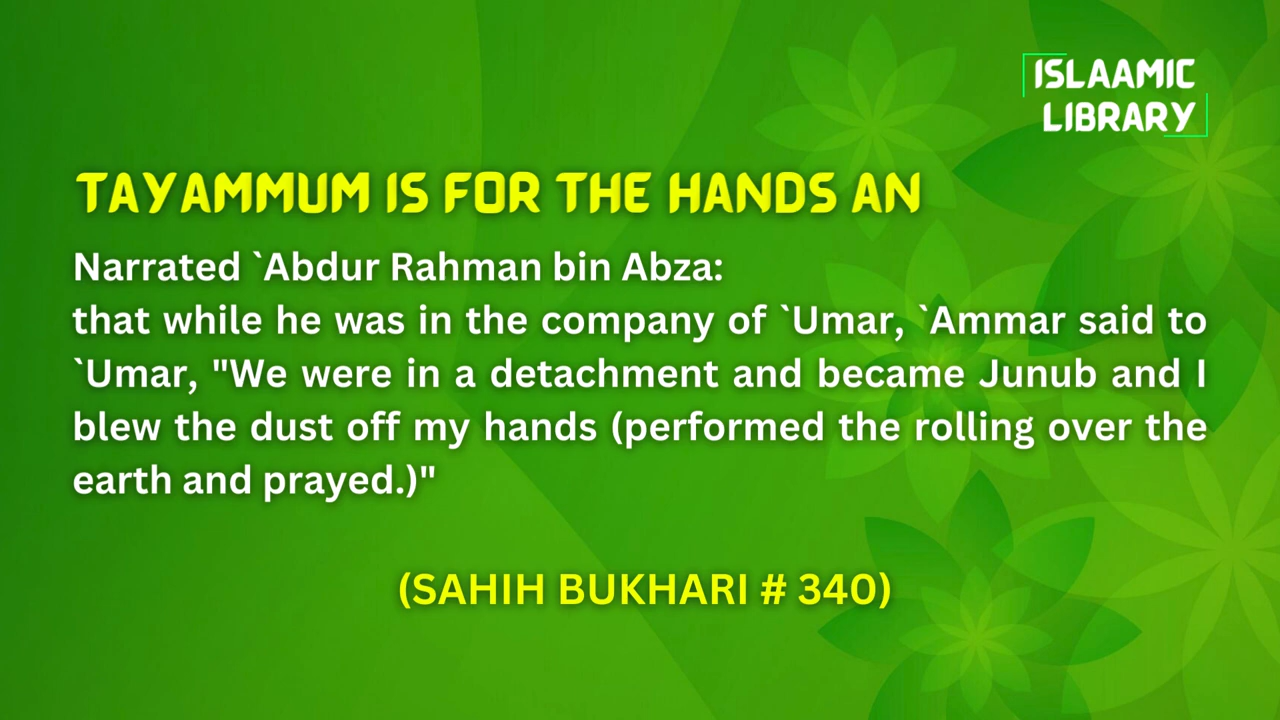 ISLAAMIC
LIBRARY
TAYAMMUM IS FOR THE HANDS AN
Narrated `Abdur Rahman bin Abza:
that while he was in the company of `Umar, `Ammar said to
`Umar, "We were in a detachment and became Junub and I
blew the dust off my hands (performed the rolling over the
earth and prayed.)"
(SAHIH BUKHARI # 340)